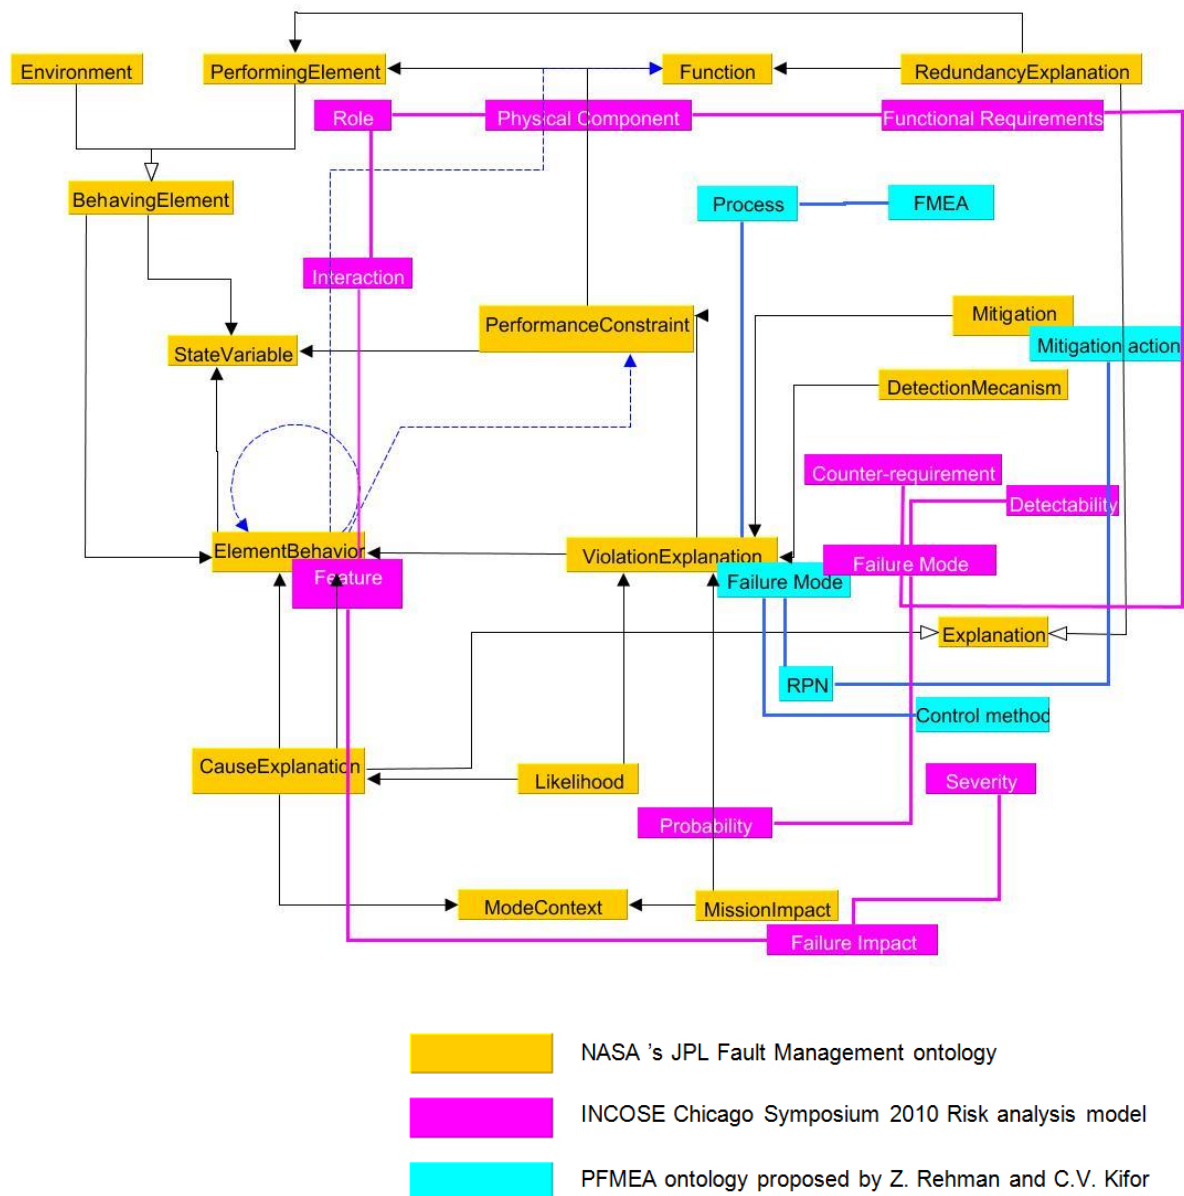 Environment
PerformingElement
Function
RedundancyExplanation
Role
Physical Component
Functional Requirements
BehavingElement
Process
FMEA
Interaction
Mitigation
PerformanceConstraint
Mitigation action
StateVariable
DetectionMecanism
Counter-requirement
Detectability
ElementBehavior
ViolationExplanation
Failure Mode
Feature
Failure Mode
Explanation
RPN
Control method
CauseExplanation
Likelihood
Severity
Probability
ModeContext
MissionImpact
Failure Impact
NASA 's JPL Fault Management ontology
INCOSE Chicago Symposium 2010 Risk analysis model
PFMEA ontology proposed by Z. Rehman and C.V. Kifor